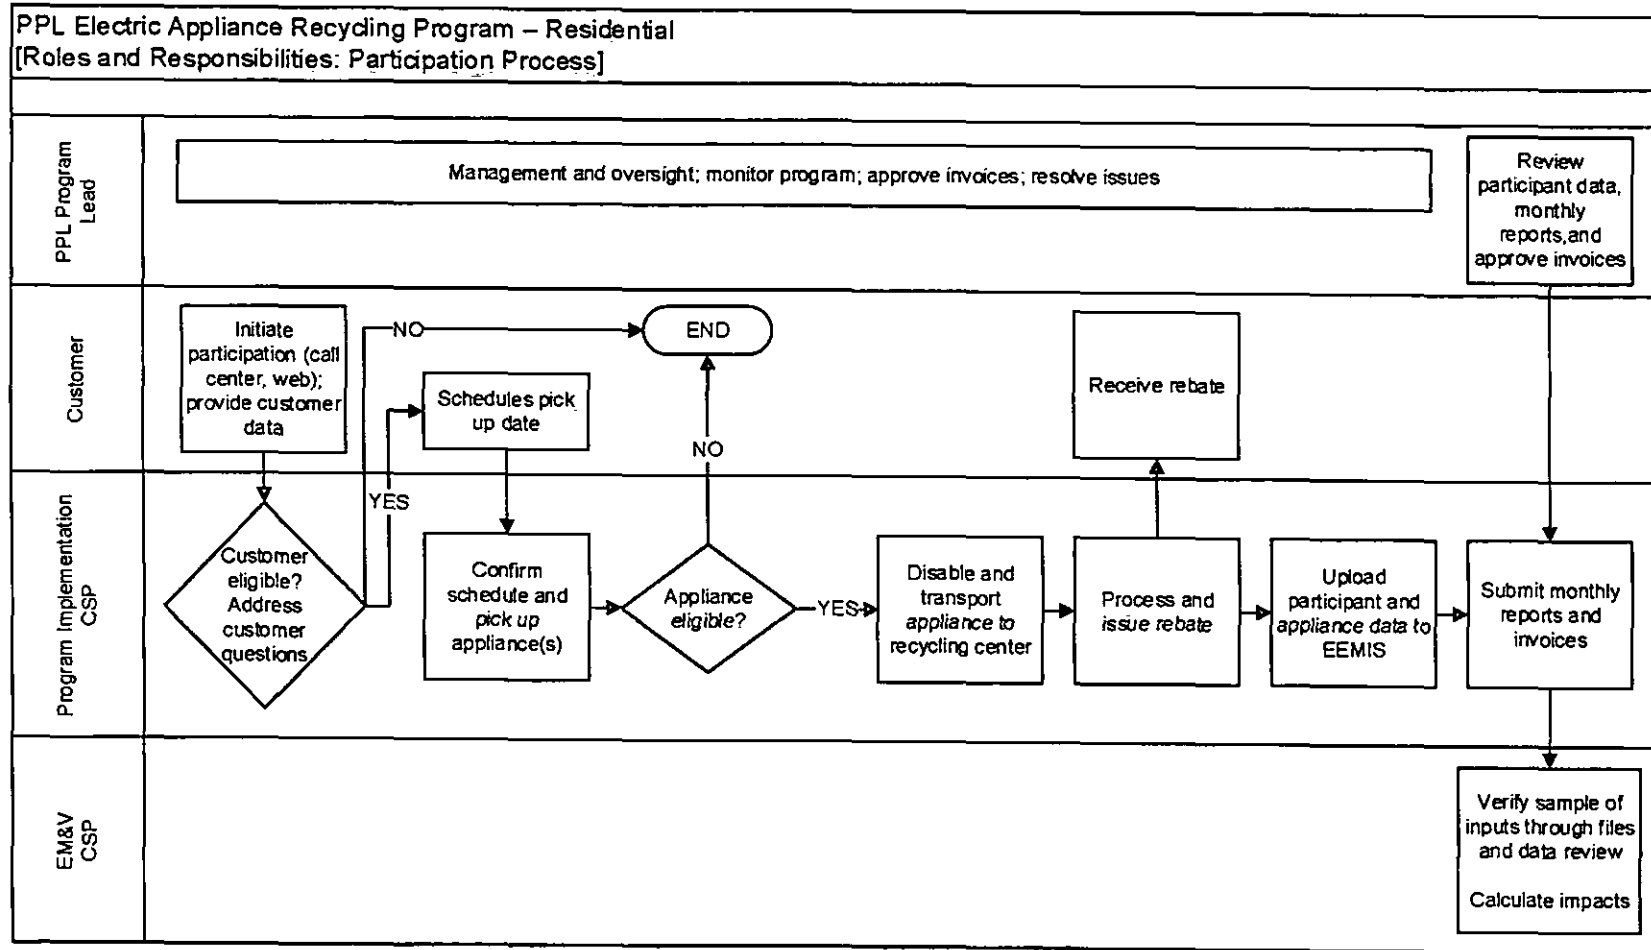 PPL Electric Appliance Recycling Program – Residential
[Roles and Responsibilities: Participation Process]
PPL Program
Lead
Management and oversight; monitor program; approve invoices; resolve issues
Review
participant data,
monthly
reports,and
approve invoices
Customer
Initiate
participation (call
center, web);
provide customer
data
NO
END
Schedules pick
up date
NO
Receive rebate
YES
Program Implementation
CSP
Customer
eligible?
Address
customer
questions
Confirm
schedule and
pick up
appliance(s)
Appliance
eligible?
YES
Disable and
transport
appliance to
recycling center
Process and
issue rebate
Upload
participant and
appliance data to
EEMIS
Submit monthly
reports and
invoices
EM&V
CSP
Verify sample of
inputs through files
and data review
Calculate impacts